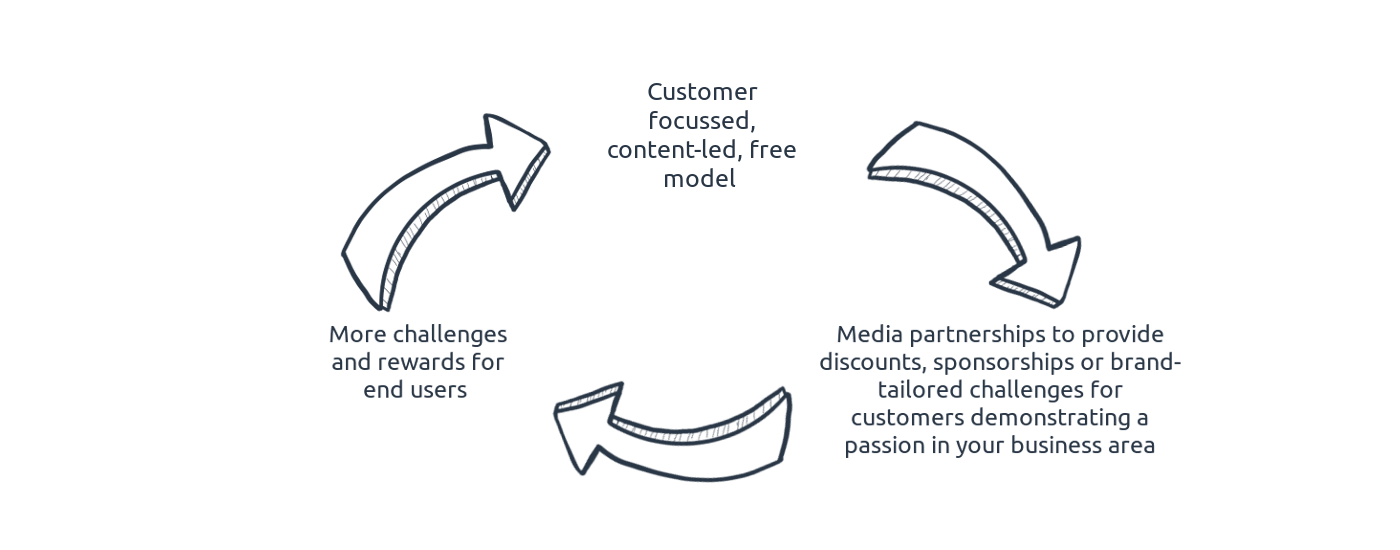 Customer
focussed,
content-led, free
model
More challenges
and rewards for
end users
Media partnerships to provide
discounts, sponsorships or brand-
tailored challenges for
customers demonstrating a
passion in your business area